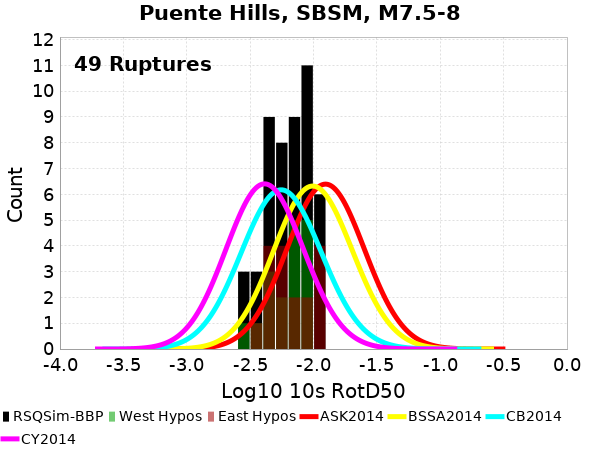 Puente Hills, SBSM, M7.5-8
12
49 Ruptures
11
10
9
8
7
6
5
4
3
2
1
0
Count
-4.0 -3.5 -3.0 -2.5 -2.0 -1.5 -1.0 -0.5 0.0
Log10 10s RotD50
RSQSim-BBP West Hypos East Hypos ASK2014 BSSA2014 CB2014
CY2014